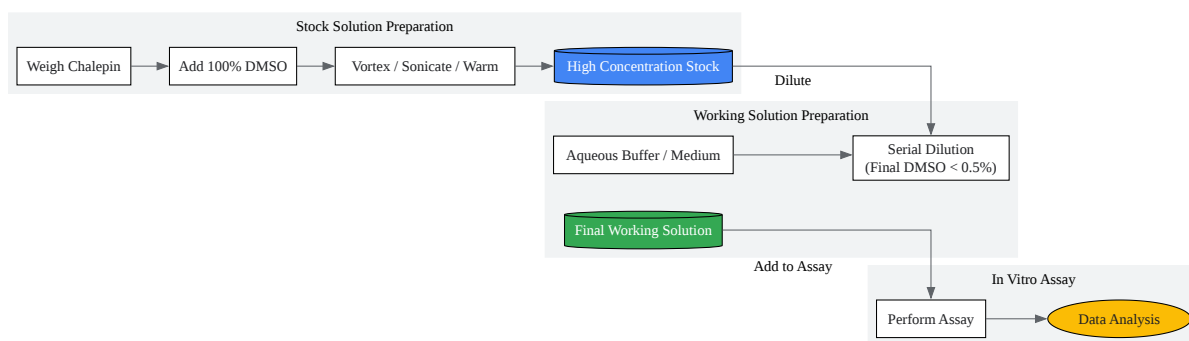 Stock Solution Preparation
Weigh Chalepin
Add 100% DMSO
Vortex / Sonicate / Warm
High Concentration Stock
Dilute
Working Solution Preparation
Aqueous Buffer / Medium
Serial Dilution
(Final DMSO < 0.5%)
Final Working Solution
Add to Assay
In Vitro Assay
Perform Assay
Data Analysis